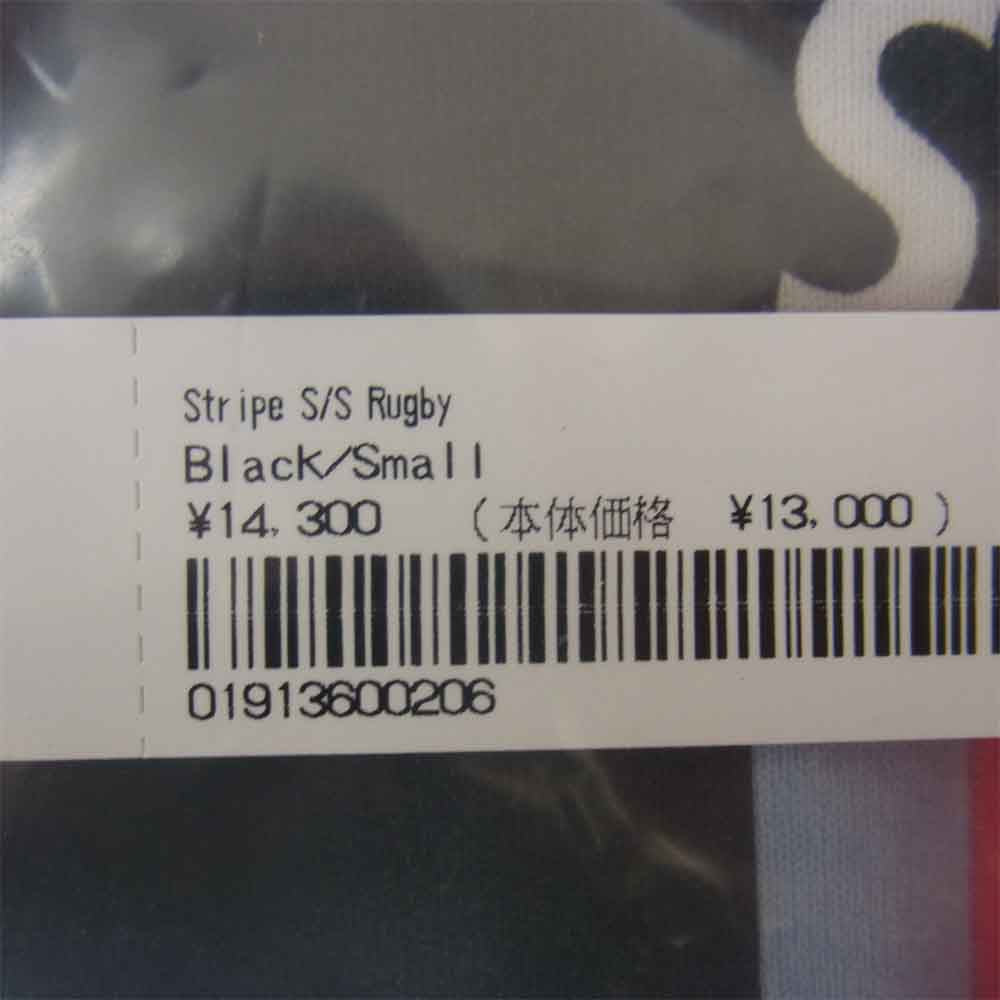 S
Stripe S/S Rugby
Black/Small
¥14,300 (本体価格 ¥13,000)
01913600206